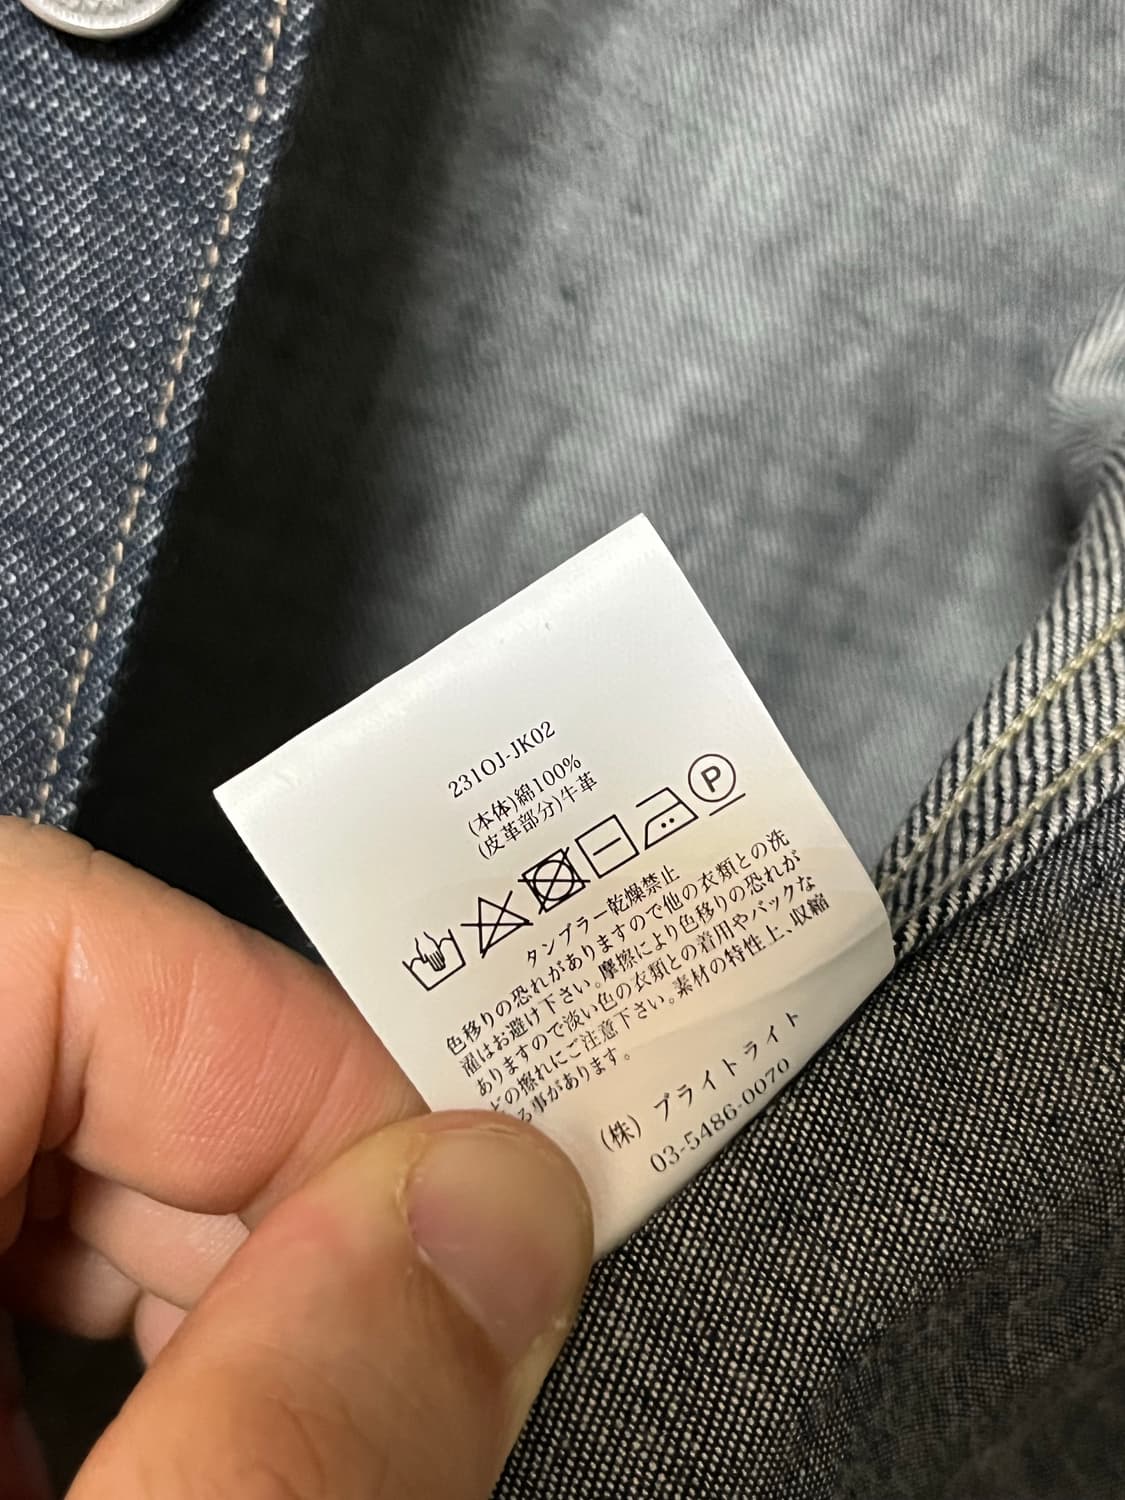 231OJ-JK02
(本体)綿100%
(皮革部分)牛革
P
タンブラー乾燥禁止
色移りの恐れがありますので他の衣類との洗
濯はお避け下さい。摩擦により色移りの恐れが
ありますので淡い色の衣類との着用やバックな
どの擦れにご注意下さい。素材の特性上、収縮
る事があります。
(株) ブライトライト
03-5486-0070